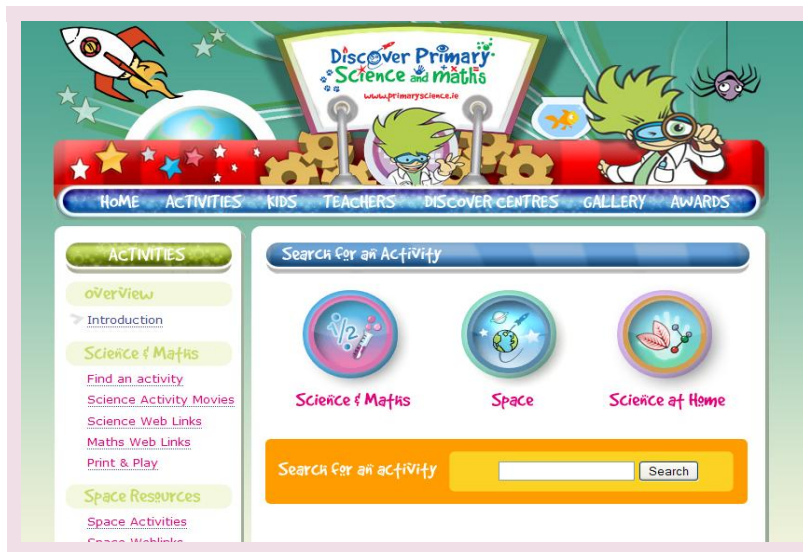 Discover Primary
Science and maths
www.primaryscience.ie
HOME ACTIVITIES KIDS TEACHERS DISCOVER CENTRES GALLERY AWARDS
ACTIVITIES
overview
Introduction
Science & Maths
Find an activity
Science Activity Movies
Science Web Links
Maths Web Links
Print & Play
Space Resources
Space Activities
Space Weblinks
Search for an Activity
1/2
Science & Maths
Space
Science at Home
Search for an activity
Search